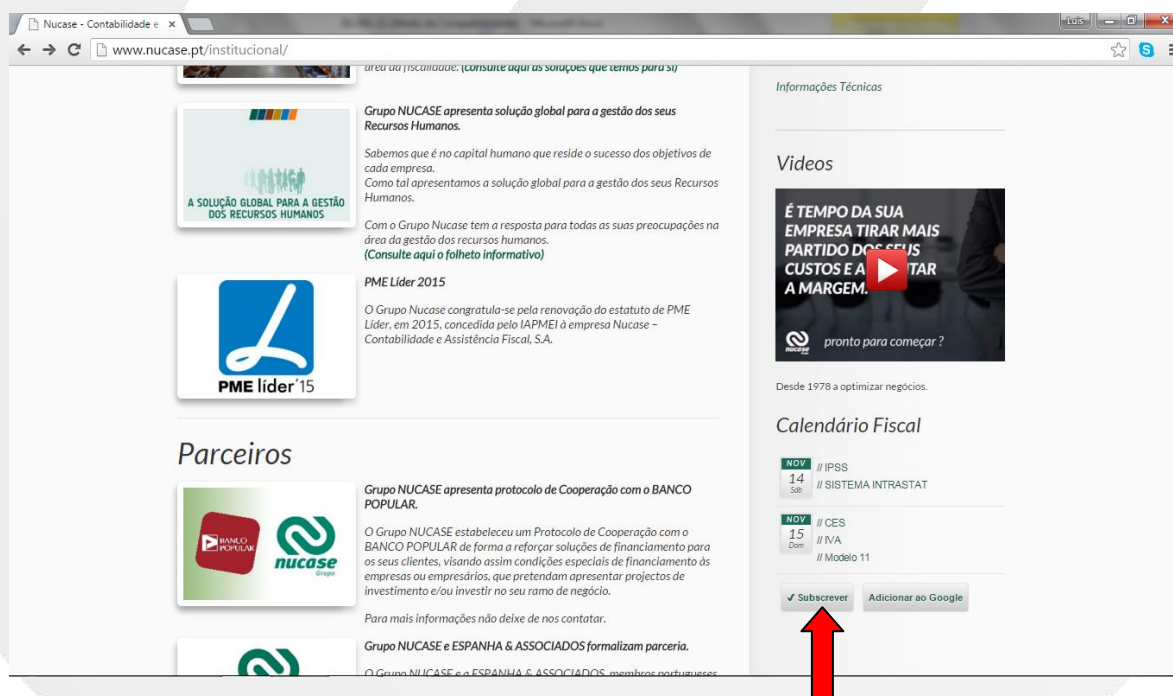 Nucase - Contabilidade e
Luis
www.nucase.pt/institucional/
área da fiscalidade. (consulte aqui as soluções que temos para si)
A SOLUÇÃO GLOBAL PARA A GESTÃO
DOS RECURSOS HUMANOS
Grupo NUCASE apresenta solução global para a gestão dos seus
Recursos Humanos.
Sabemos que é no capital humano que reside o sucesso dos objetivos de
cada empresa.
Como tal apresentamos a solução global para a gestão dos seus Recursos
Humanos.
Com o Grupo Nucase tem a resposta para todas as suas preocupações na
área da gestão dos recursos humanos.
(Consulte aqui o folheto informativo)
PME líder'15
PME Líder 2015
O Grupo Nucase congratula-se pela renovação do estatuto de PME
Líder, em 2015, concedida pelo IAPMEI à empresa Nucase –
Contabilidade e Assistência Fiscal, S.A.
Parceiros
BANCO
POPULAR
nucase
Grupo
Grupo NUCASE apresenta protocolo de Cooperação com o BANCO
POPULAR.
O Grupo NUCASE estabeleceu um Protocolo de Cooperação com o
BANCO POPULAR de forma a reforçar soluções de financiamento para
os seus clientes, visando assim condições especiais de financiamento às
empresas ou empresários, que pretendam apresentar projectos de
investimento e/ou investir no seu ramo de negócio.
Para mais informações não deixe de nos contatar.
Grupo NUCASE e ESPANHA & ASSOCIADOS formalizam parceria.
O Grupo NUCASE e a ESPANHA & ASSOCIADOS, membros portugueses
Informações Técnicas
Videos
É TEMPO DA SUA
EMPRESA TIRAR MAIS
PARTIDO DOS SEUS
CUSTOS E A TAR
A MARGEM.
nucase
pronto para começar ?
Desde 1978 a optimizar negócios.
Calendário Fiscal
NOV
14
Sáb
// IPSS
// SISTEMA INTRASTAT
NOV
15
Dom
// CES
// IVA
// Modelo 11
✓ Subscrever
Adicionar ao Google